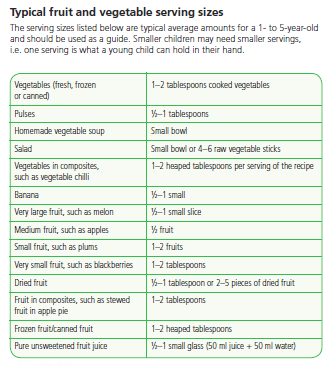 Typical fruit and vegetable serving sizes
The serving sizes listed below are typical average amounts for a 1- to 5-year-old
and should be used as a guide. Smaller children may need smaller servings,
i.e. one serving is what a young child can hold in their hand.
Vegetables (fresh, frozen
or canned)
1–2 tablespoons cooked vegetables
Pulses
½–1 tablespoons
Homemade vegetable soup
Small bowl
Salad
Small bowl or 4–6 raw vegetable sticks
Vegetables in composites,
such as vegetable chilli
1–2 heaped tablespoons per serving of the recipe
Banana
½–1 small
Very large fruit, such as melon
½–1 small slice
Medium fruit, such as apples
½ fruit
Small fruit, such as plums
1–2 fruits
Very small fruit, such as blackberries
1–2 tablespoons
Dried fruit
½–1 tablespoon or 2–5 pieces of dried fruit
Fruit in composites, such as stewed
fruit in apple pie
1–2 tablespoons
Frozen fruit/canned fruit
1–2 heaped tablespoons
Pure unsweetened fruit juice
½–1 small glass (50 ml juice + 50 ml water)